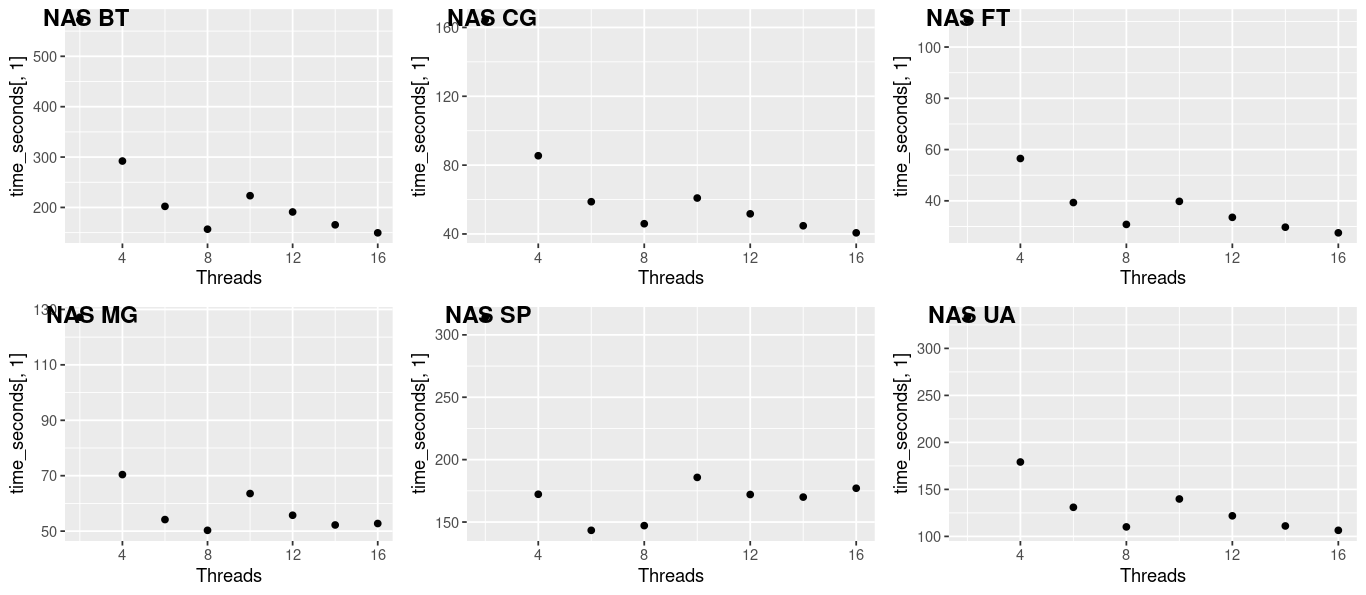 NAS BT
time_seconds[, 1]
500
400
300
200
4 8 12 16
Threads
NAS CG
time_seconds[, 1]
160
120
80
40
4 8 12 16
Threads
NAS FT
time_seconds[, 1]
100
80
60
40
4 8 12 16
Threads
NAS MG
time_seconds[, 1]
130
110
90
70
50
4 8 12 16
Threads
NAS SP
time_seconds[, 1]
300
250
200
150
4 8 12 16
Threads
NAS UA
time_seconds[, 1]
300
250
200
150
100
4 8 12 16
Threads